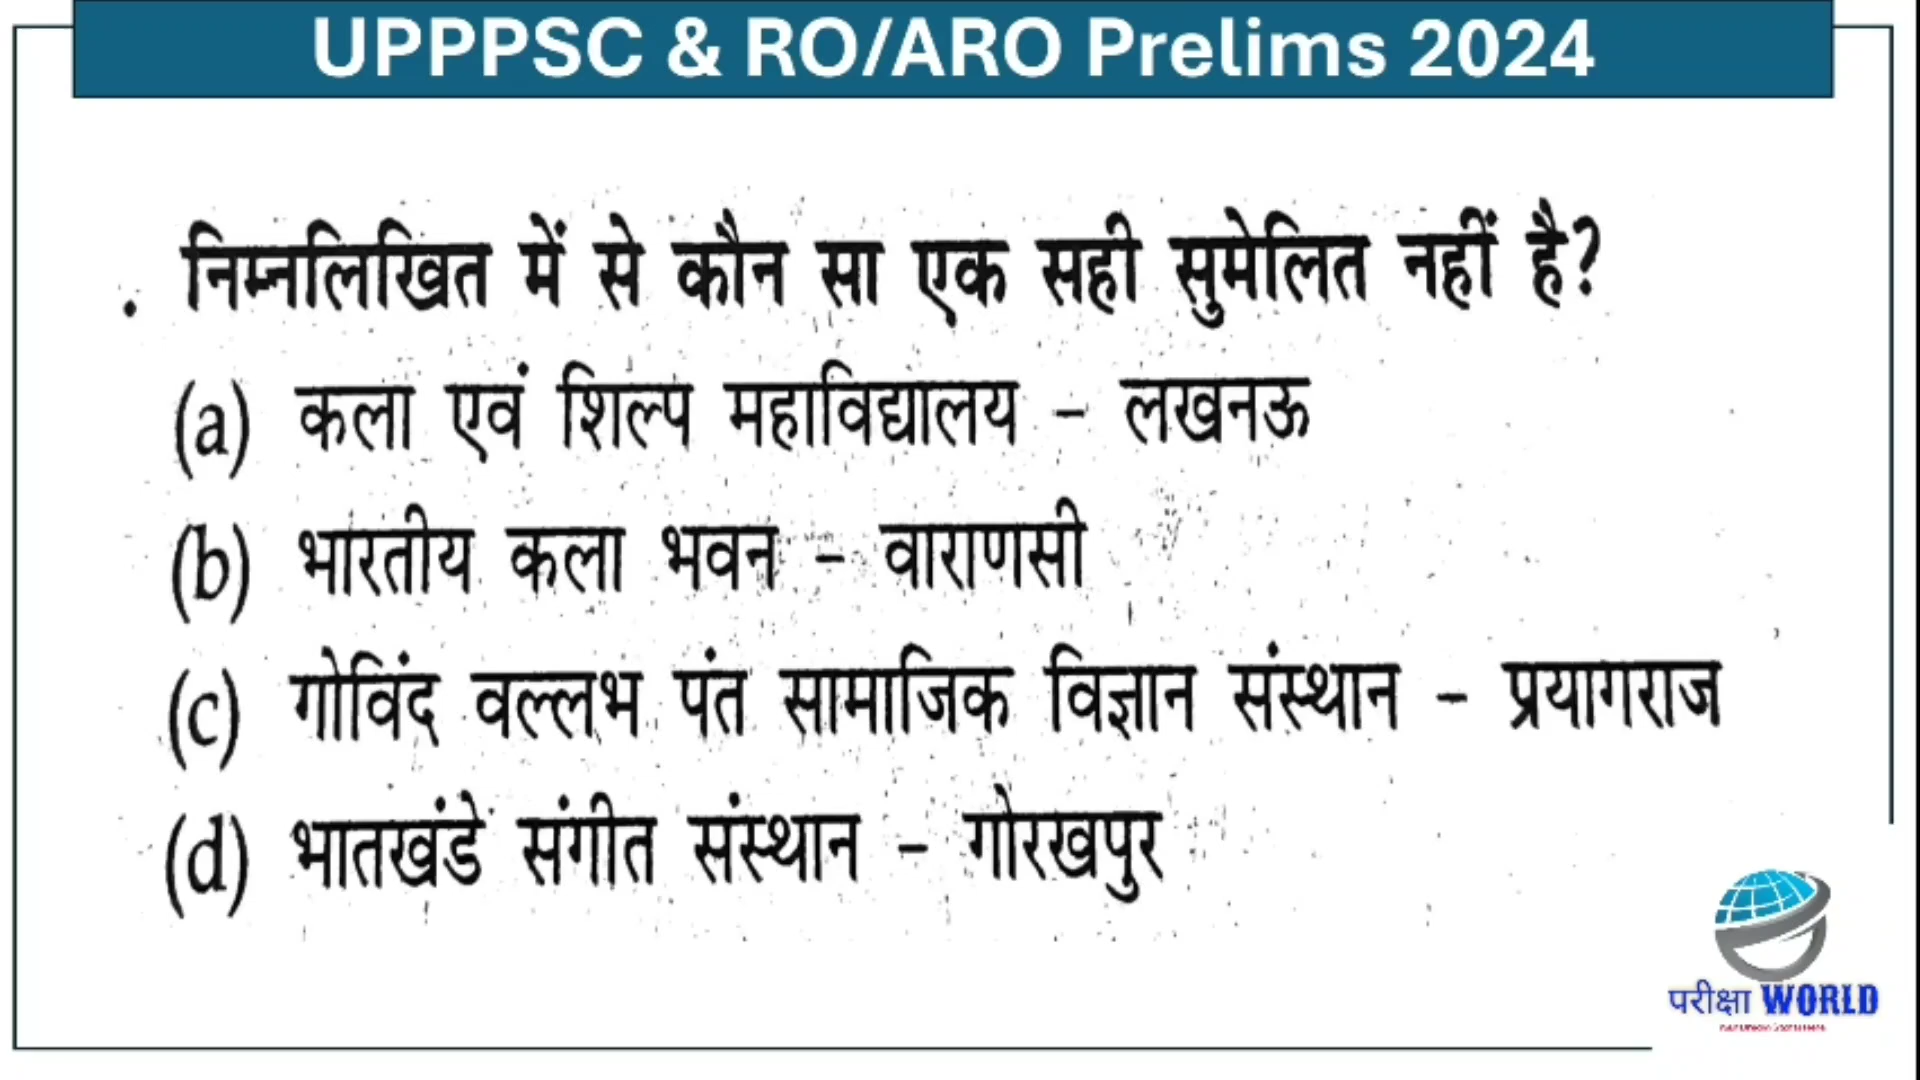 UPPPSC & RO/ARO Prelims 2024
. निम्नलिखित में से कौन सा एक सही सुमेलित नहीं है?
(a) कला एवं शिल्प महाविद्यालय – लखनऊ
(b) भारतीय कला भवन – वाराणसी
(c) गोविंद वल्लभ पंत सामाजिक विज्ञान संस्थान – प्रयागराज
(d) भातखंडे संगीत संस्थान – गोरखपुर
परीक्षा WORLD